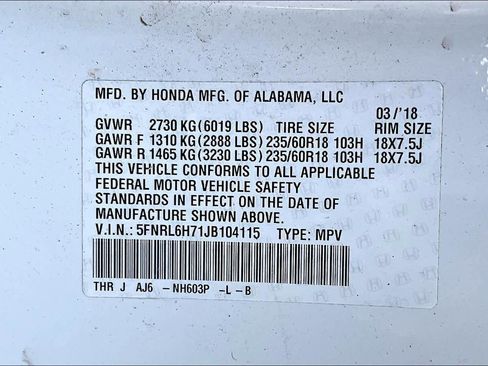 MFD. BY HONDA MFG. OF ALABAMA, LLC
03/'18
GVWR 2730 KG (6019 LBS) TIRE SIZE RIM SIZE
GAWR F 1310 KG (2888 LBS) 235/60R18 103H 18X7.5J
GAWR R 1465 KG (3230 LBS) 235/60R18 103H 18X7.5J
THIS VEHICLE CONFORMS TO ALL APPLICABLE
FEDERAL MOTOR VEHICLE SAFETY
STANDARDS IN EFFECT ON THE DATE OF
MANUFACTURE SHOWN ABOVE.
V.I.N.: 5FNRL6H71JB104115 TYPE: MPV
THR J AJ6 -NH603P -L-B